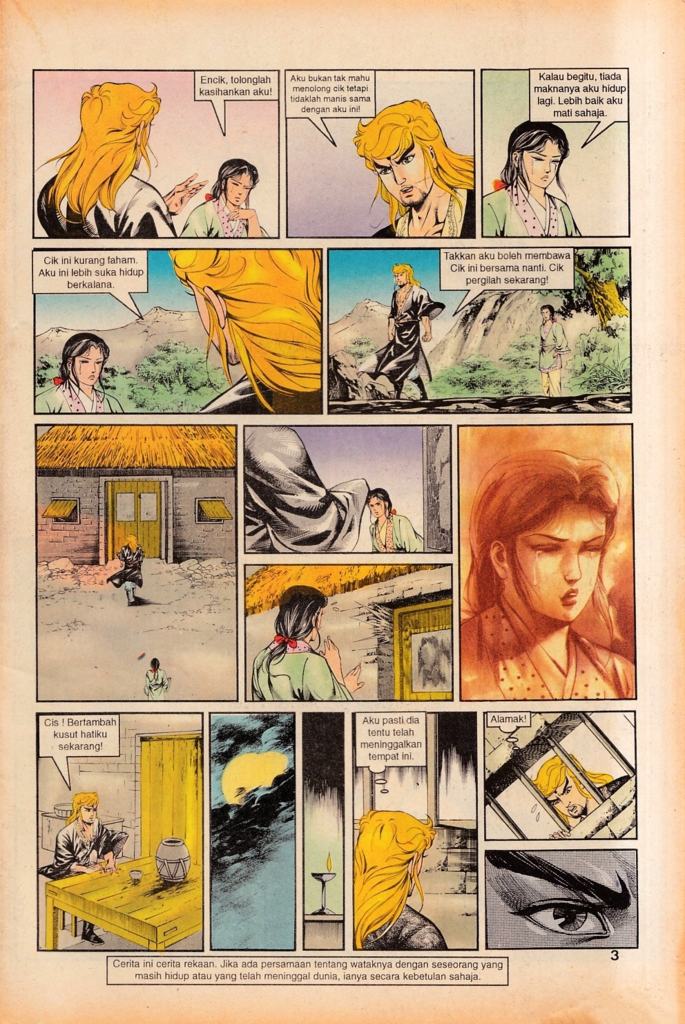 Encik, tolonglah
kasihankan aku!
Aku bukan tak mahu
menolong cik tetapi
tidaklah manis sama
dengan aku ini!
Kalau begitu, tiada
maknanya aku hidup
lagi. Lebih baik aku
mati sahaja.
Cik ini kurang faham.
Aku ini lebih suka hidup
berkalana.
Takkan aku boleh membawa
Cik ini bersama nanti. Cik
pergilah sekarang!
Cis ! Bertambah
kusut hatiku
sekarang!
Aku pasti dia
tentu telah
meninggalkan
tempat ini.
Alamak!
3
Cerita ini cerita rekaan. Jika ada persamaan tentang wataknya dengan seseorang yang
masih hidup atau yang telah meninggal dunia, ianya secara kebetulan sahaja.